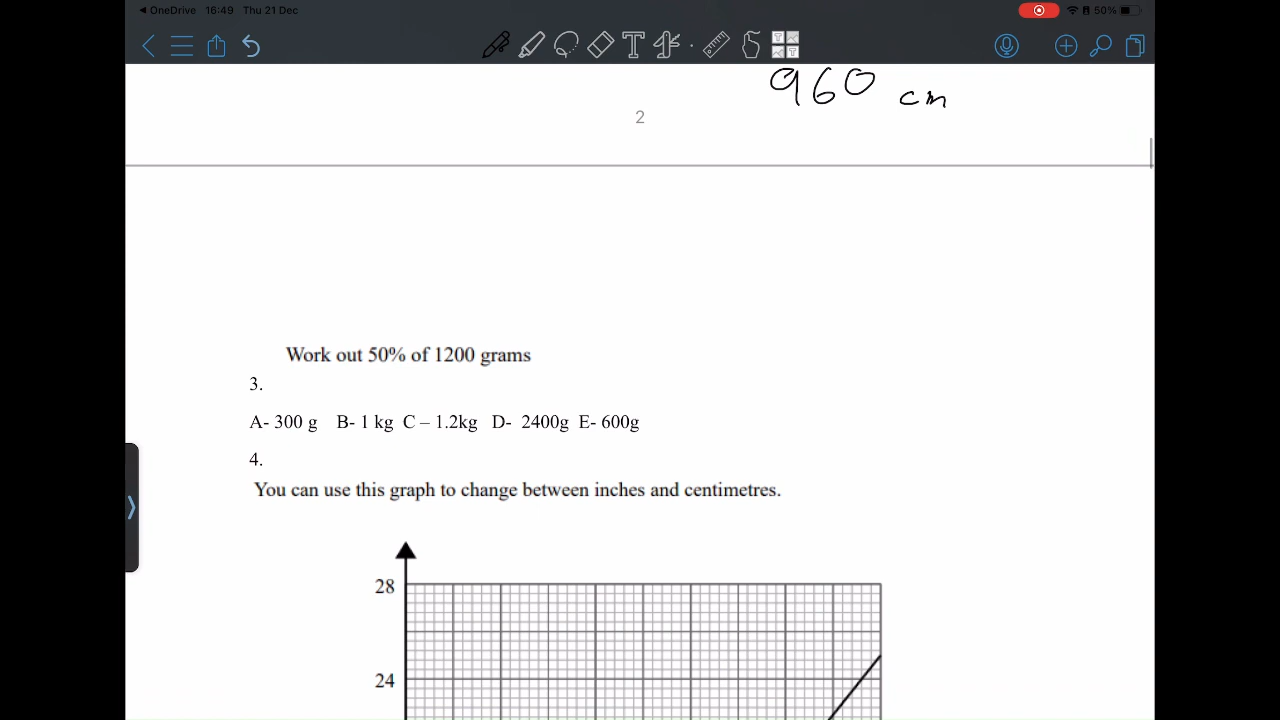 OneDrive 16:49 Thu 21 Dec 50%
T
T
T
960 cm
2
Work out 50% of 1200 grams
3.
A- 300 g B- 1 kg C – 1.2kg D- 2400g E- 600g
4.
You can use this graph to change between inches and centimetres.
28
24